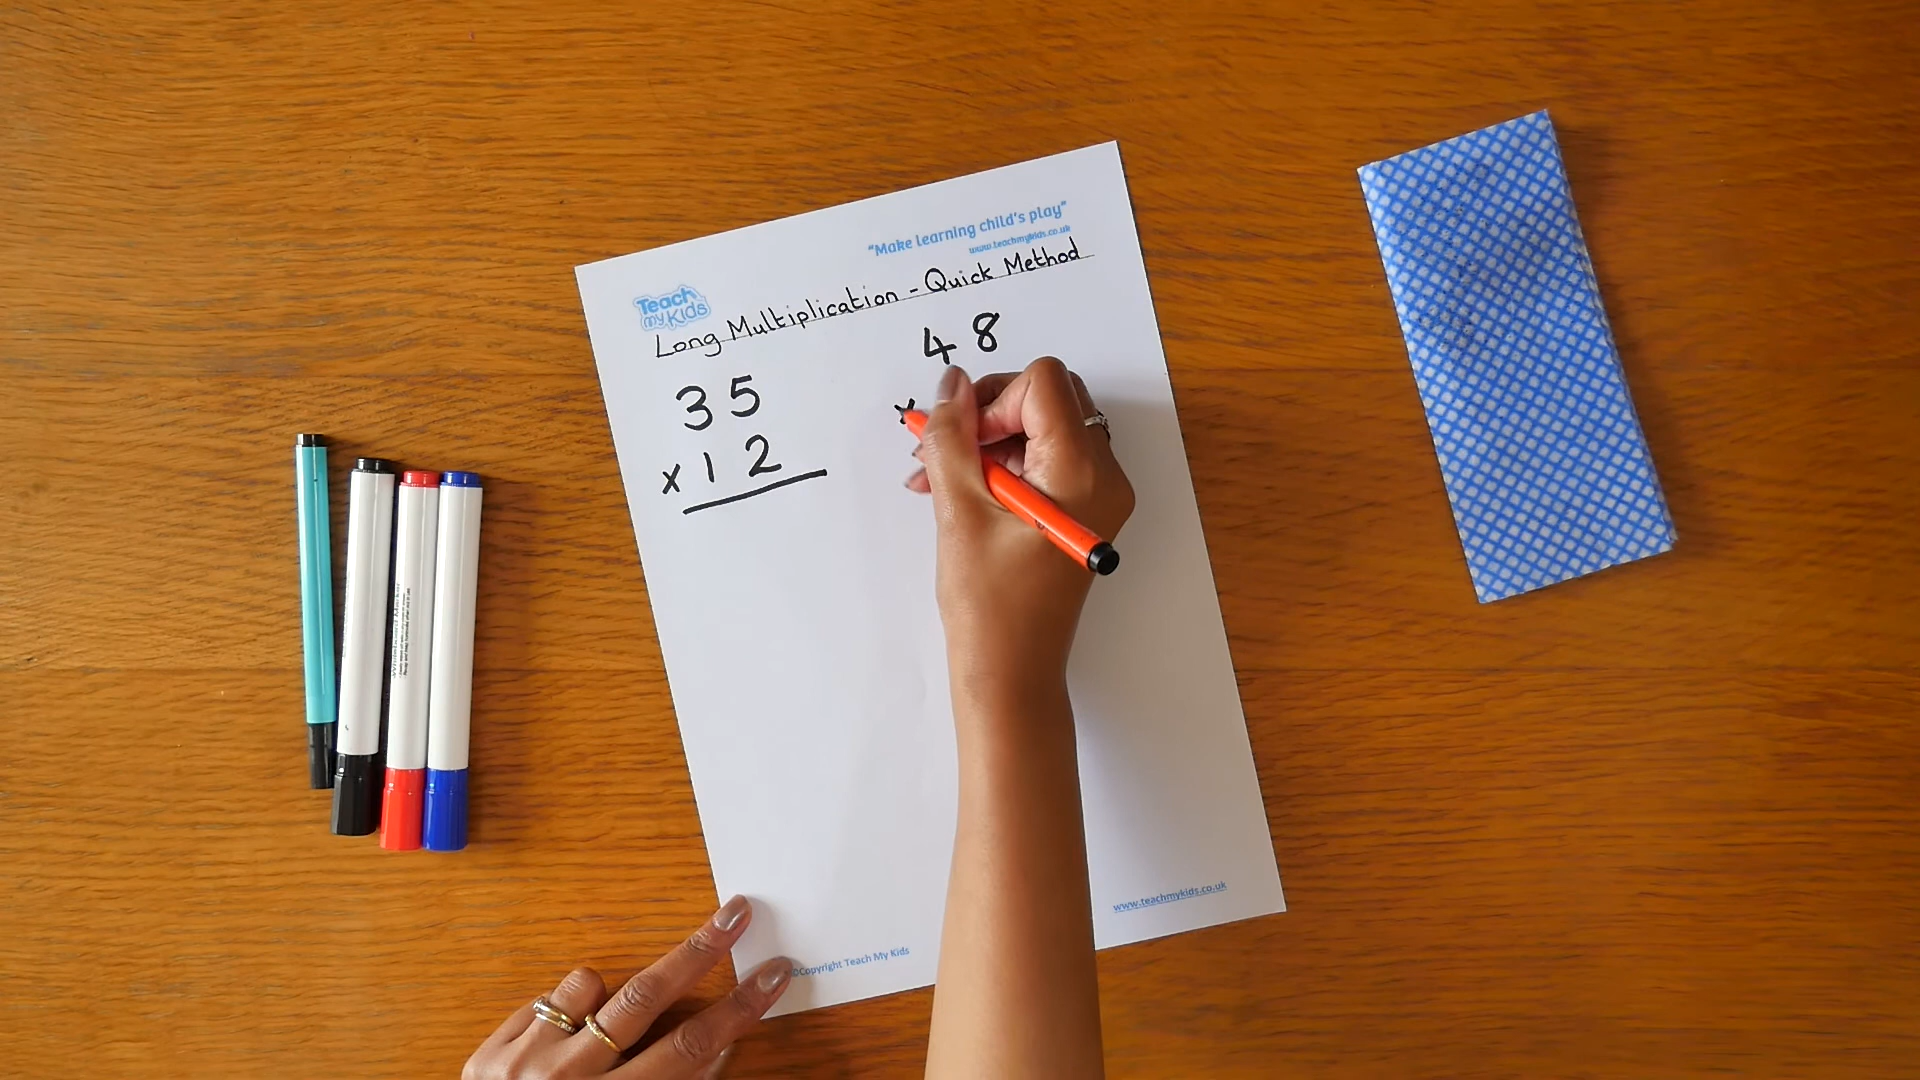 "Make learning child's play"
www.teachmykids.co.uk
Teach
my Kids
Long Multiplication - Quick Method
35
x 12
48
x
www.teachmykids.co.uk
©Copyright Teach My Kids